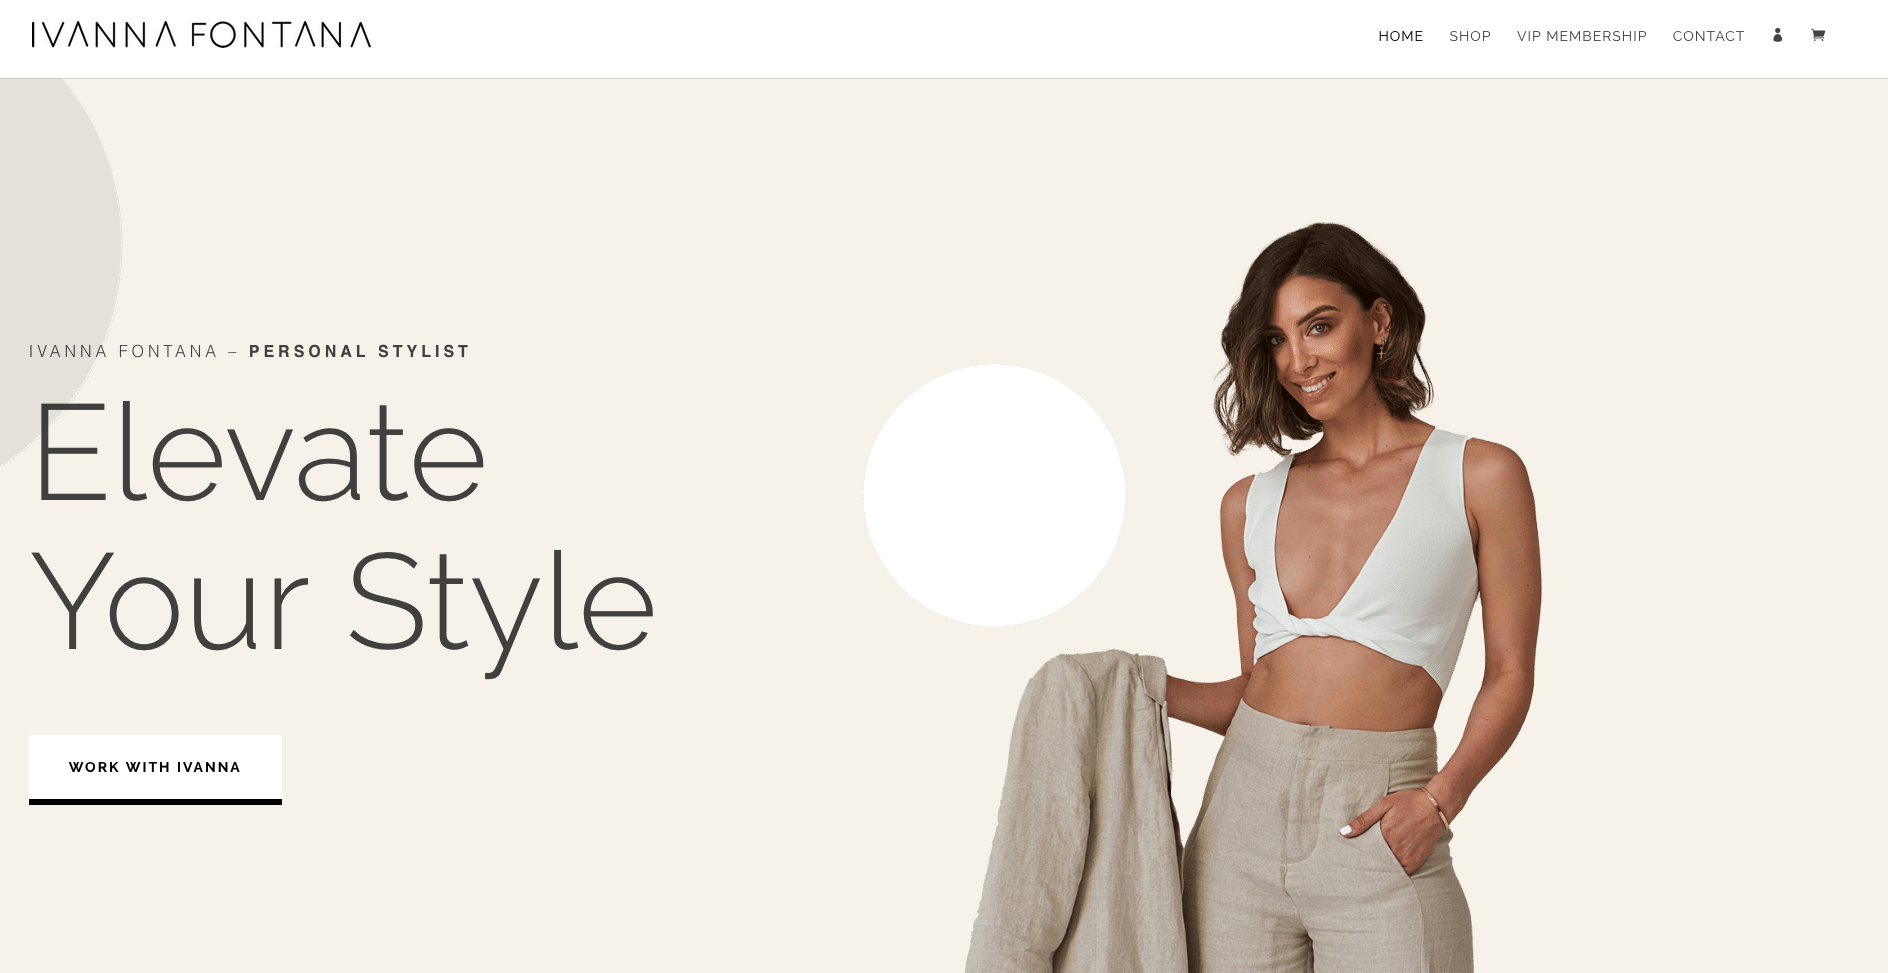 IVANNA FONTANA
HOME SHOP VIP MEMBERSHIP CONTACT
IVANNA FONTANA – PERSONAL STYLIST
Elevate
Your Style
WORK WITH IVANNA